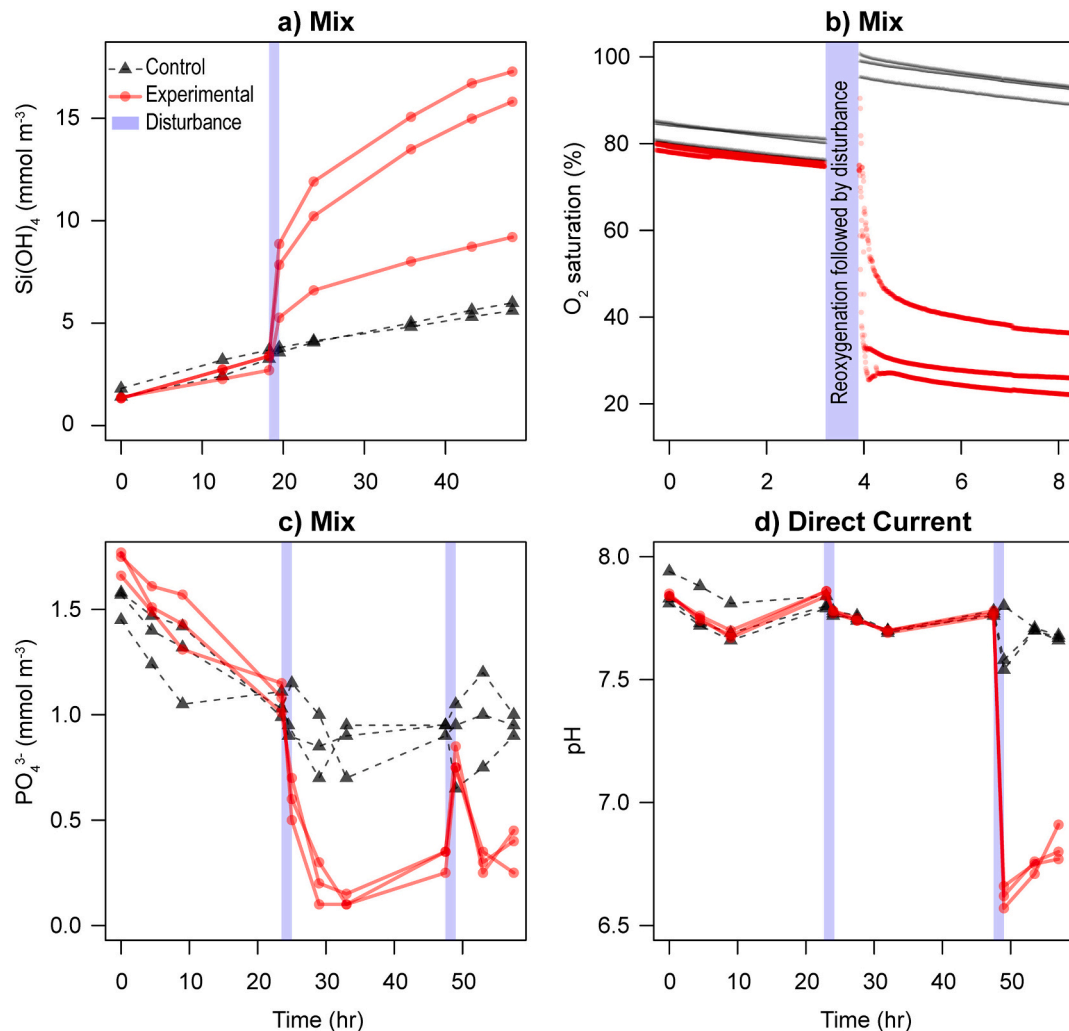 a) Mix
Si(OH)4 (mmol m-3)
Control
Experimental
Disturbance
15
10
5
0
0 10 20 30 40
b) Mix
O2 saturation (%)
100
80
60
40
20
Reoxygenation followed by disturbance
0 2 4 6 8
c) Mix
PO4 3- (mmol m-3)
1.5
1.0
0.5
0.0
0 10 20 30 40 50
Time (hr)
d) Direct Current
pH
8.0
7.5
7.0
6.5
0 10 20 30 40 50
Time (hr)